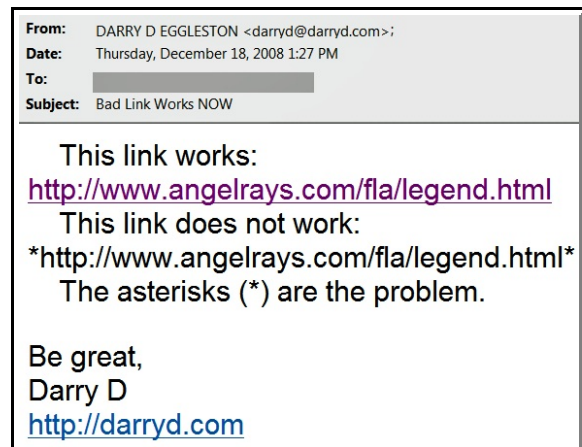 From: DARRY D EGGLESTON <darryd@darryd.com>;
Date: Thursday, December 18, 2008 1:27 PM
To:
Subject: Bad Link Works NOW
This link works:
http://www.angelrays.com/fla/legend.html
This link does not work:
*http://www.angelrays.com/fla/legend.html*
The asterisks (*) are the problem.
Be great,
Darry D
http://darryd.com